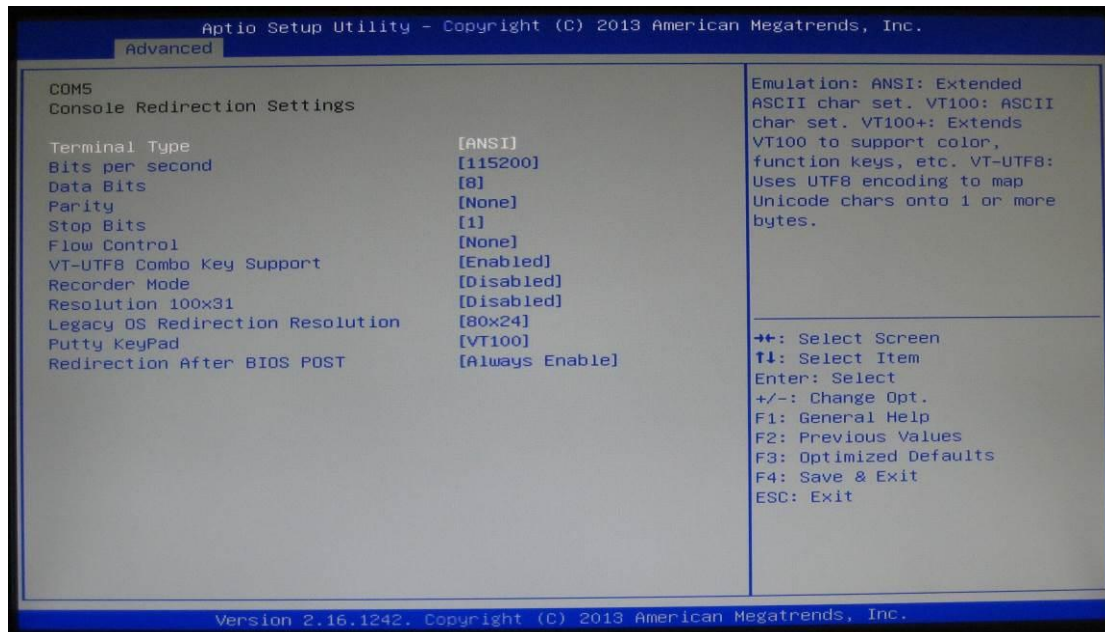 Aptio Setup Utility - Copyright (C) 2013 American Megatrends, Inc.
Advanced
COM5
Console Redirection Settings
Terminal Type [ANSI]
Bits per second [115200]
Data Bits [8]
Parity [None]
Stop Bits [1]
Flow Control [None]
VT-UTF8 Combo Key Support [Enabled]
Recorder Mode [Disabled]
Resolution 100x31 [Disabled]
Legacy OS Redirection Resolution [80x24]
Putty KeyPad [VT100]
Redirection After BIOS POST [Always Enable]
Emulation: ANSI: Extended
ASCII char set. VT100: ASCII
char set. VT100+: Extends
VT100 to support color,
function keys, etc. VT-UTF8:
Uses UTF8 encoding to map
Unicode chars onto 1 or more
bytes.
→←: Select Screen
↑↓: Select Item
Enter: Select
+/-: Change Opt.
F1: General Help
F2: Previous Values
F3: Optimized Defaults
F4: Save & Exit
ESC: Exit
Version 2.16.1242. Copyright (C) 2013 American Megatrends, Inc.